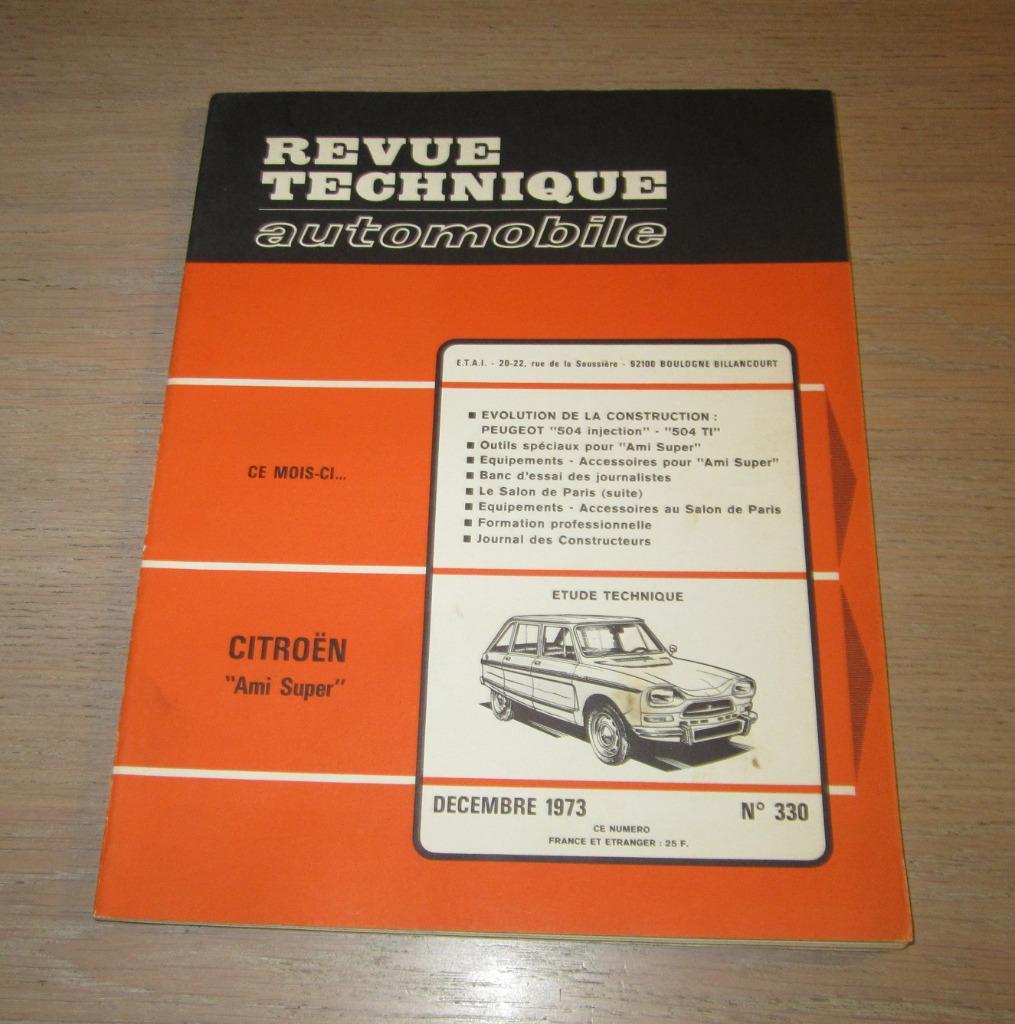 REVUE
TECHNIQUE
automobile
E.T.A.I. - 20-22, rue de la Saussière - 92100 BOULOGNE BILLANCOURT
CE MOIS-CI...
■ EVOLUTION DE LA CONSTRUCTION :
PEUGEOT "504 injection" - "504 TI"
■ Outils spéciaux pour "Ami Super"
■ Equipements - Accessoires pour "Ami Super"
■ Banc d'essai des journalistes
■ Le Salon de Paris (suite)
■ Equipements - Accessoires au Salon de Paris
■ Formation professionnelle
■ Journal des Constructeurs
CITROËN
"Ami Super"
ETUDE TECHNIQUE
DECEMBRE 1973
N° 330
CE NUMERO
FRANCE ET ETRANGER : 25 F.